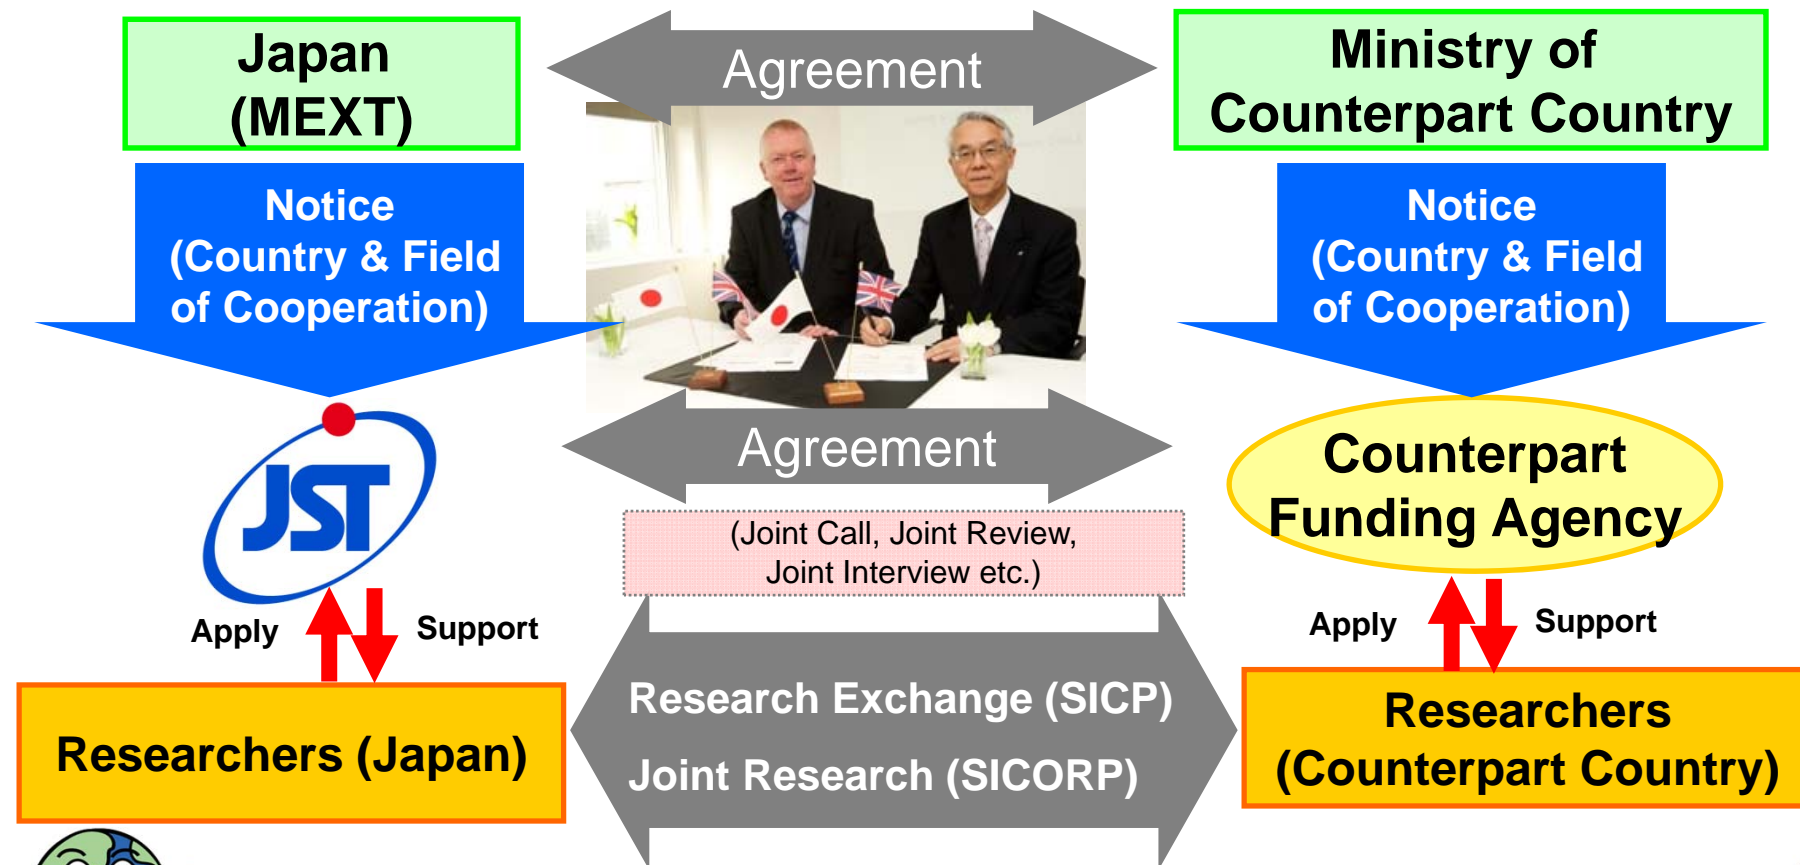 Japan
(MEXT)
Agreement
Ministry of
Counterpart Country
Notice
(Country & Field
of Cooperation)
Notice
(Country & Field
of Cooperation)
JST
Agreement
Counterpart
Funding Agency
(Joint Call, Joint Review,
Joint Interview etc.)
Apply
Support
Apply
Support
Researchers (Japan)
Research Exchange (SICP)
Joint Research (SICORP)
Researchers
(Counterpart Country)